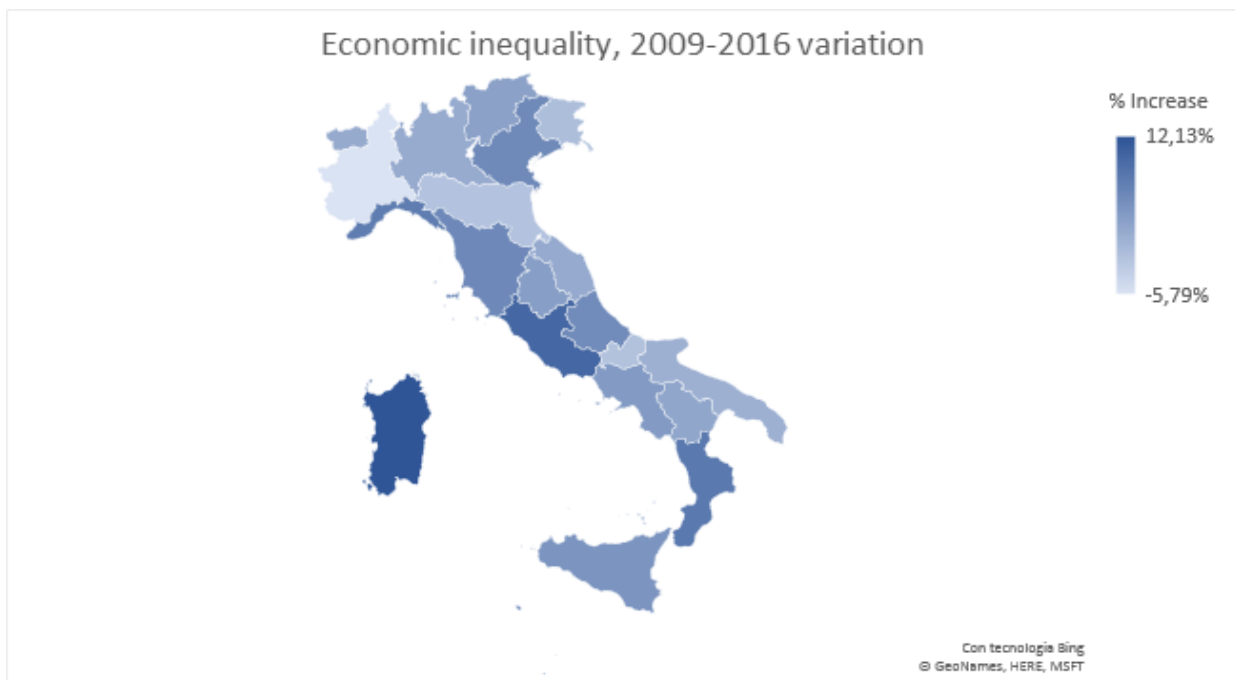 Economic inequality, 2009-2016 variation
% Increase
12,13%
-5,79%
Con tecnologia Bing
© GeoNames, HERE, MSFT